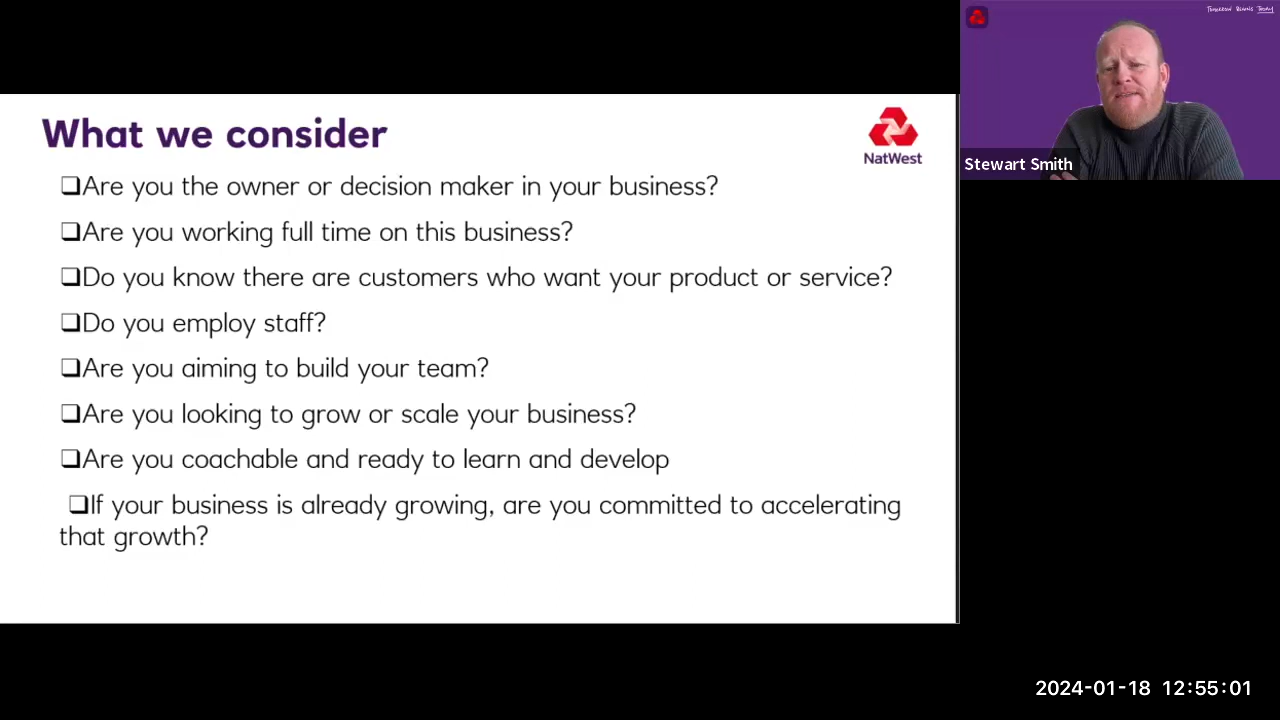 What we consider
NatWest
❑Are you the owner or decision maker in your business?
❑Are you working full time on this business?
❑Do you know there are customers who want your product or service?
❑Do you employ staff?
❑Are you aiming to build your team?
❑Are you looking to grow or scale your business?
❑Are you coachable and ready to learn and develop
❑If your business is already growing, are you committed to accelerating
that growth?
TOMORROW BEGINS TODAY
Stewart Smith
2024-01-18 12:55:01